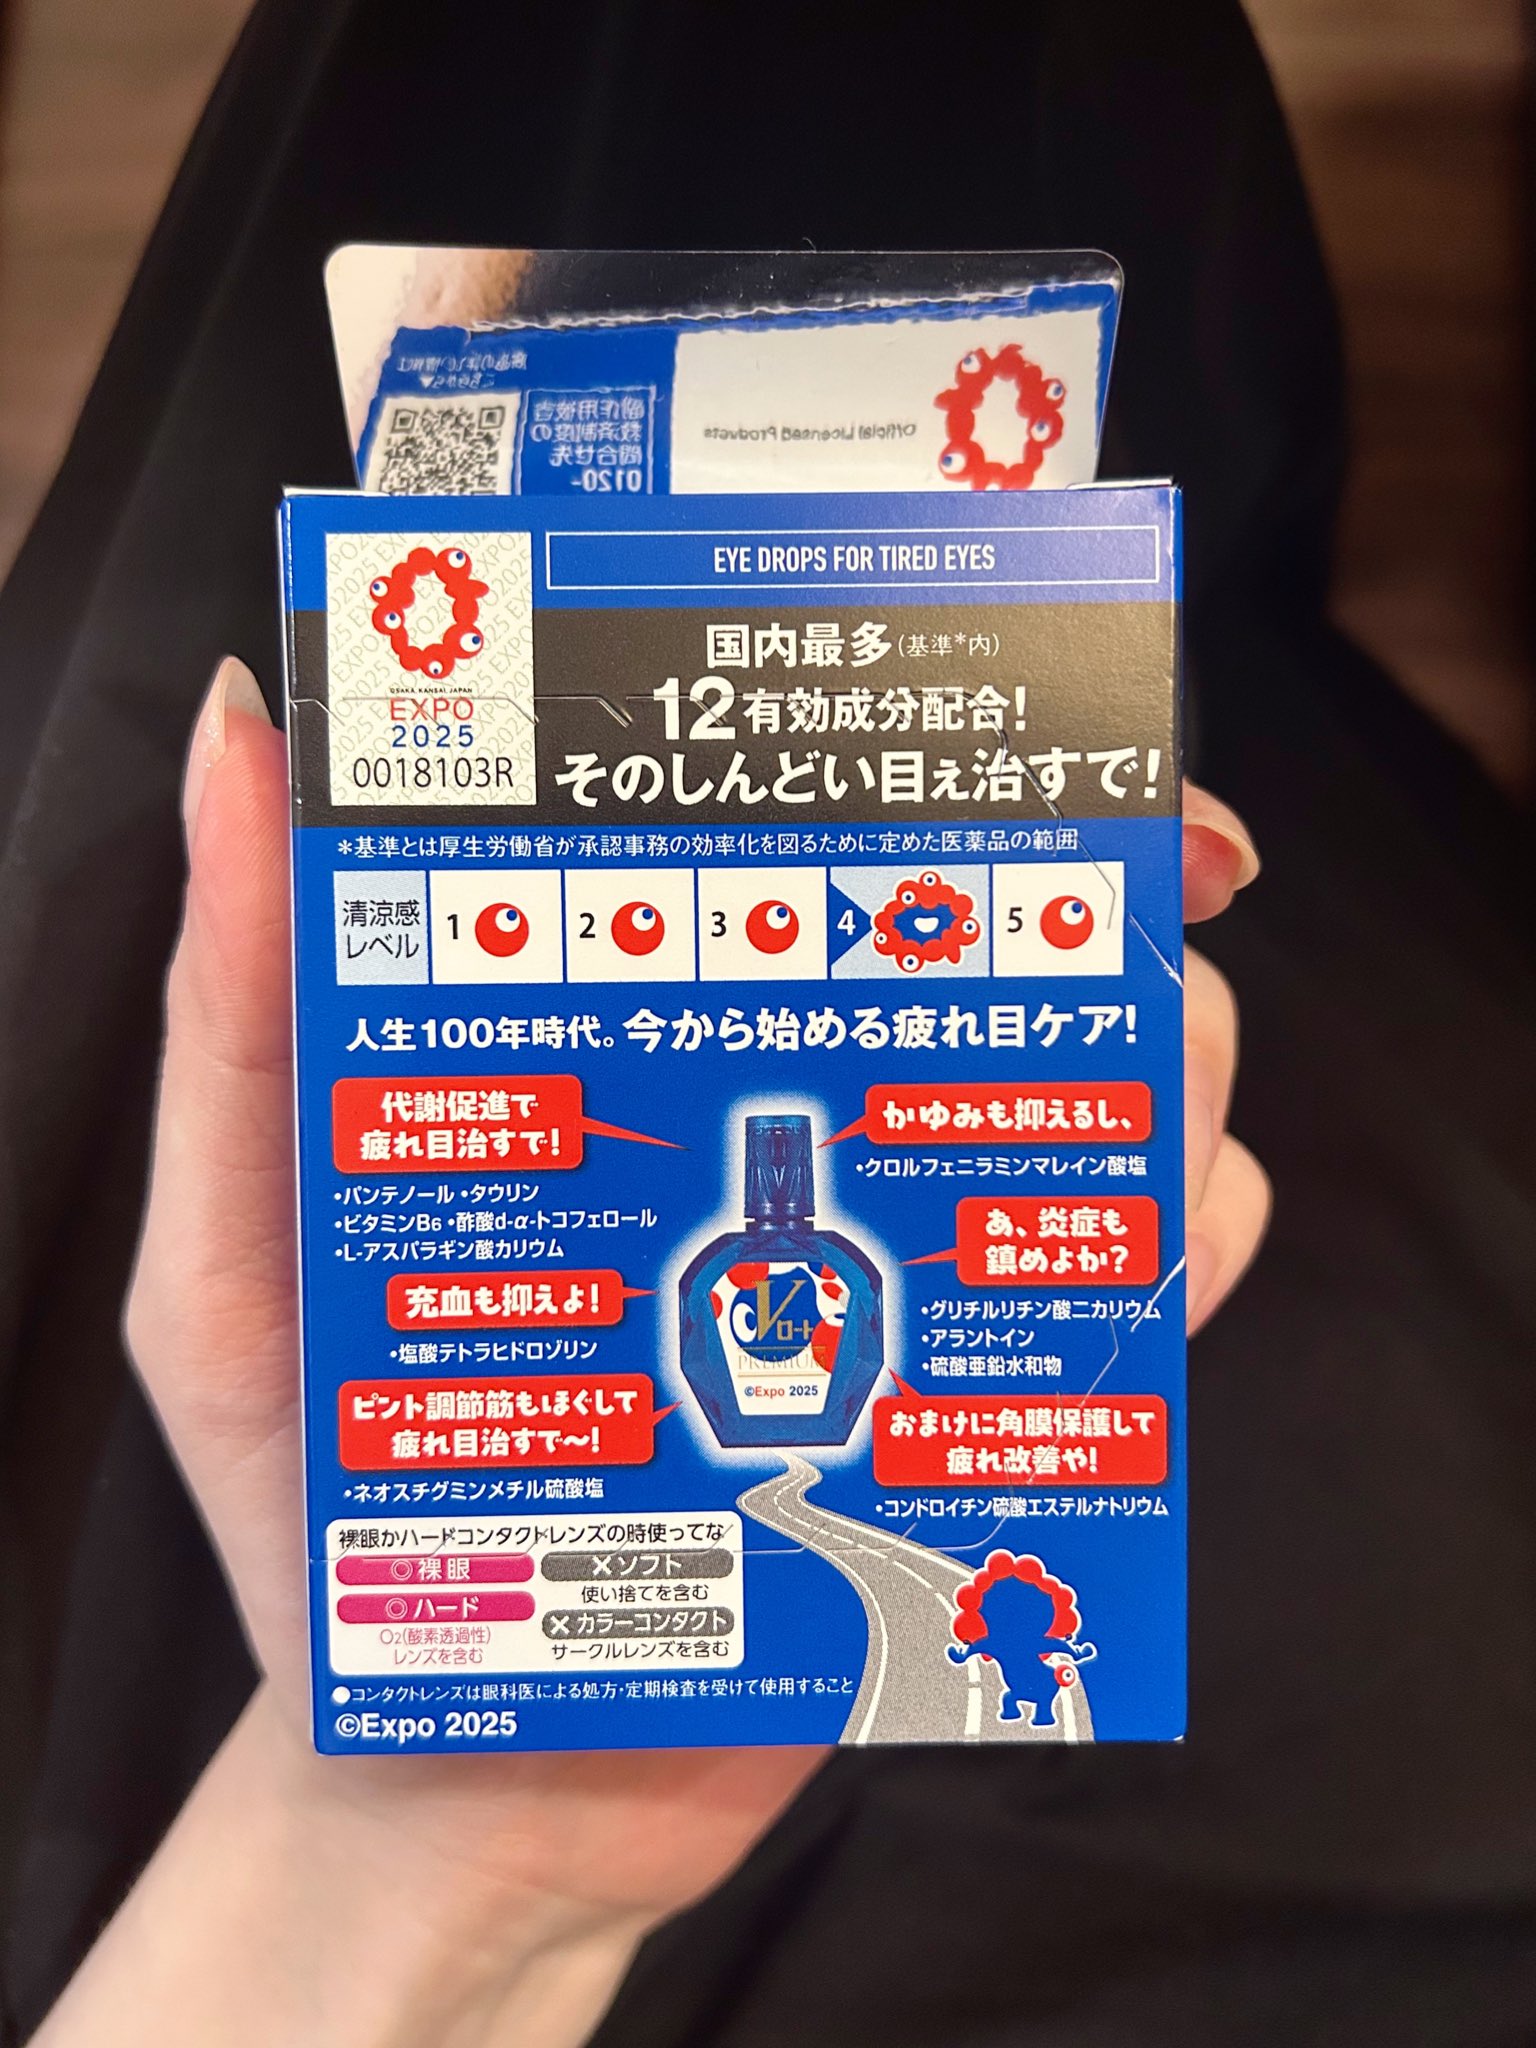 副作用被害
救済制度の
問合せ先
0120-
Official Licensed Products
OSAKA, KANSAI, JAPAN
EXPO
2025
0018103R
EYE DROPS FOR TIRED EYES
国内最多(基準*内)
12有効成分配合!
そのしんどい目ぇ治すで!
*基準とは厚生労働省が承認事務の効率化を図るために定めた医薬品の範囲
清涼感
レベル
1 2 3 4 5
人生100年時代。今から始める疲れ目ケア!
代謝促進で
疲れ目治すで!
・パンテノール ・タウリン
・ビタミンB6 ・酢酸d-α-トコフェロール
・L-アスパラギン酸カリウム
充血も抑えよ!
・塩酸テトラヒドロゾリン
ピント調節筋もほぐして
疲れ目治すで〜!
・ネオスチグミンメチル硫酸塩
Vロート
PREMIUM
©Expo 2025
かゆみも抑えるし、
・クロルフェニラミンマレイン酸塩
あ、炎症も
鎮めよか?
・グリチルリチン酸二カリウム
・アラントイン
・硫酸亜鉛水和物
おまけに角膜保護して
疲れ改善や!
・コンドロイチン硫酸エステルナトリウム
裸眼かハードコンタクトレンズの時使ってな
◎裸眼
◎ハード
O2(酸素透過性)
レンズを含む
×ソフト
使い捨てを含む
×カラーコンタクト
サークルレンズを含む
●コンタクトレンズは眼科医による処方・定期検査を受けて使用すること
©Expo 2025